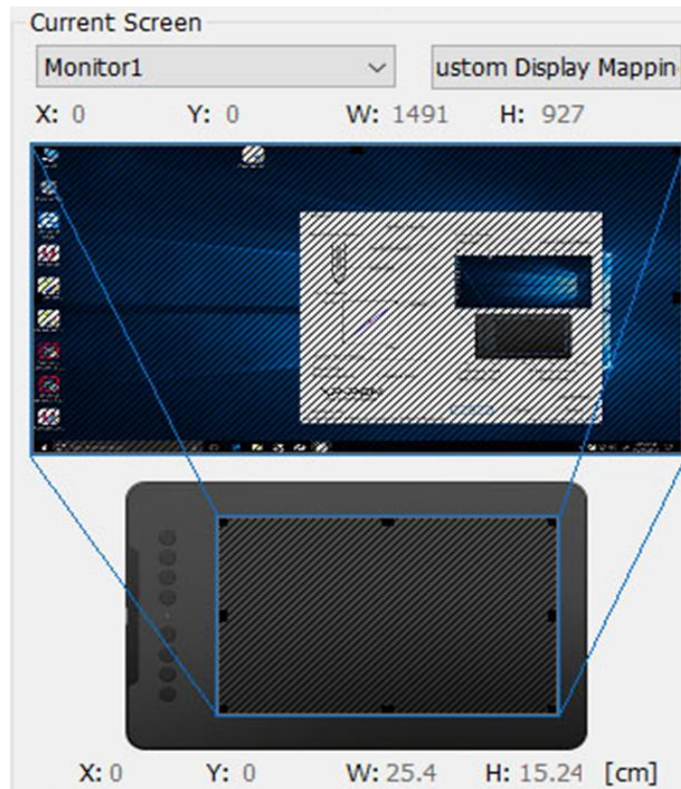 Current Screen
Monitor1
ustom Display Mappin
X: 0 Y: 0 W: 1491 H: 927
X: 0 Y: 0 W: 25.4 H: 15.24 [cm]